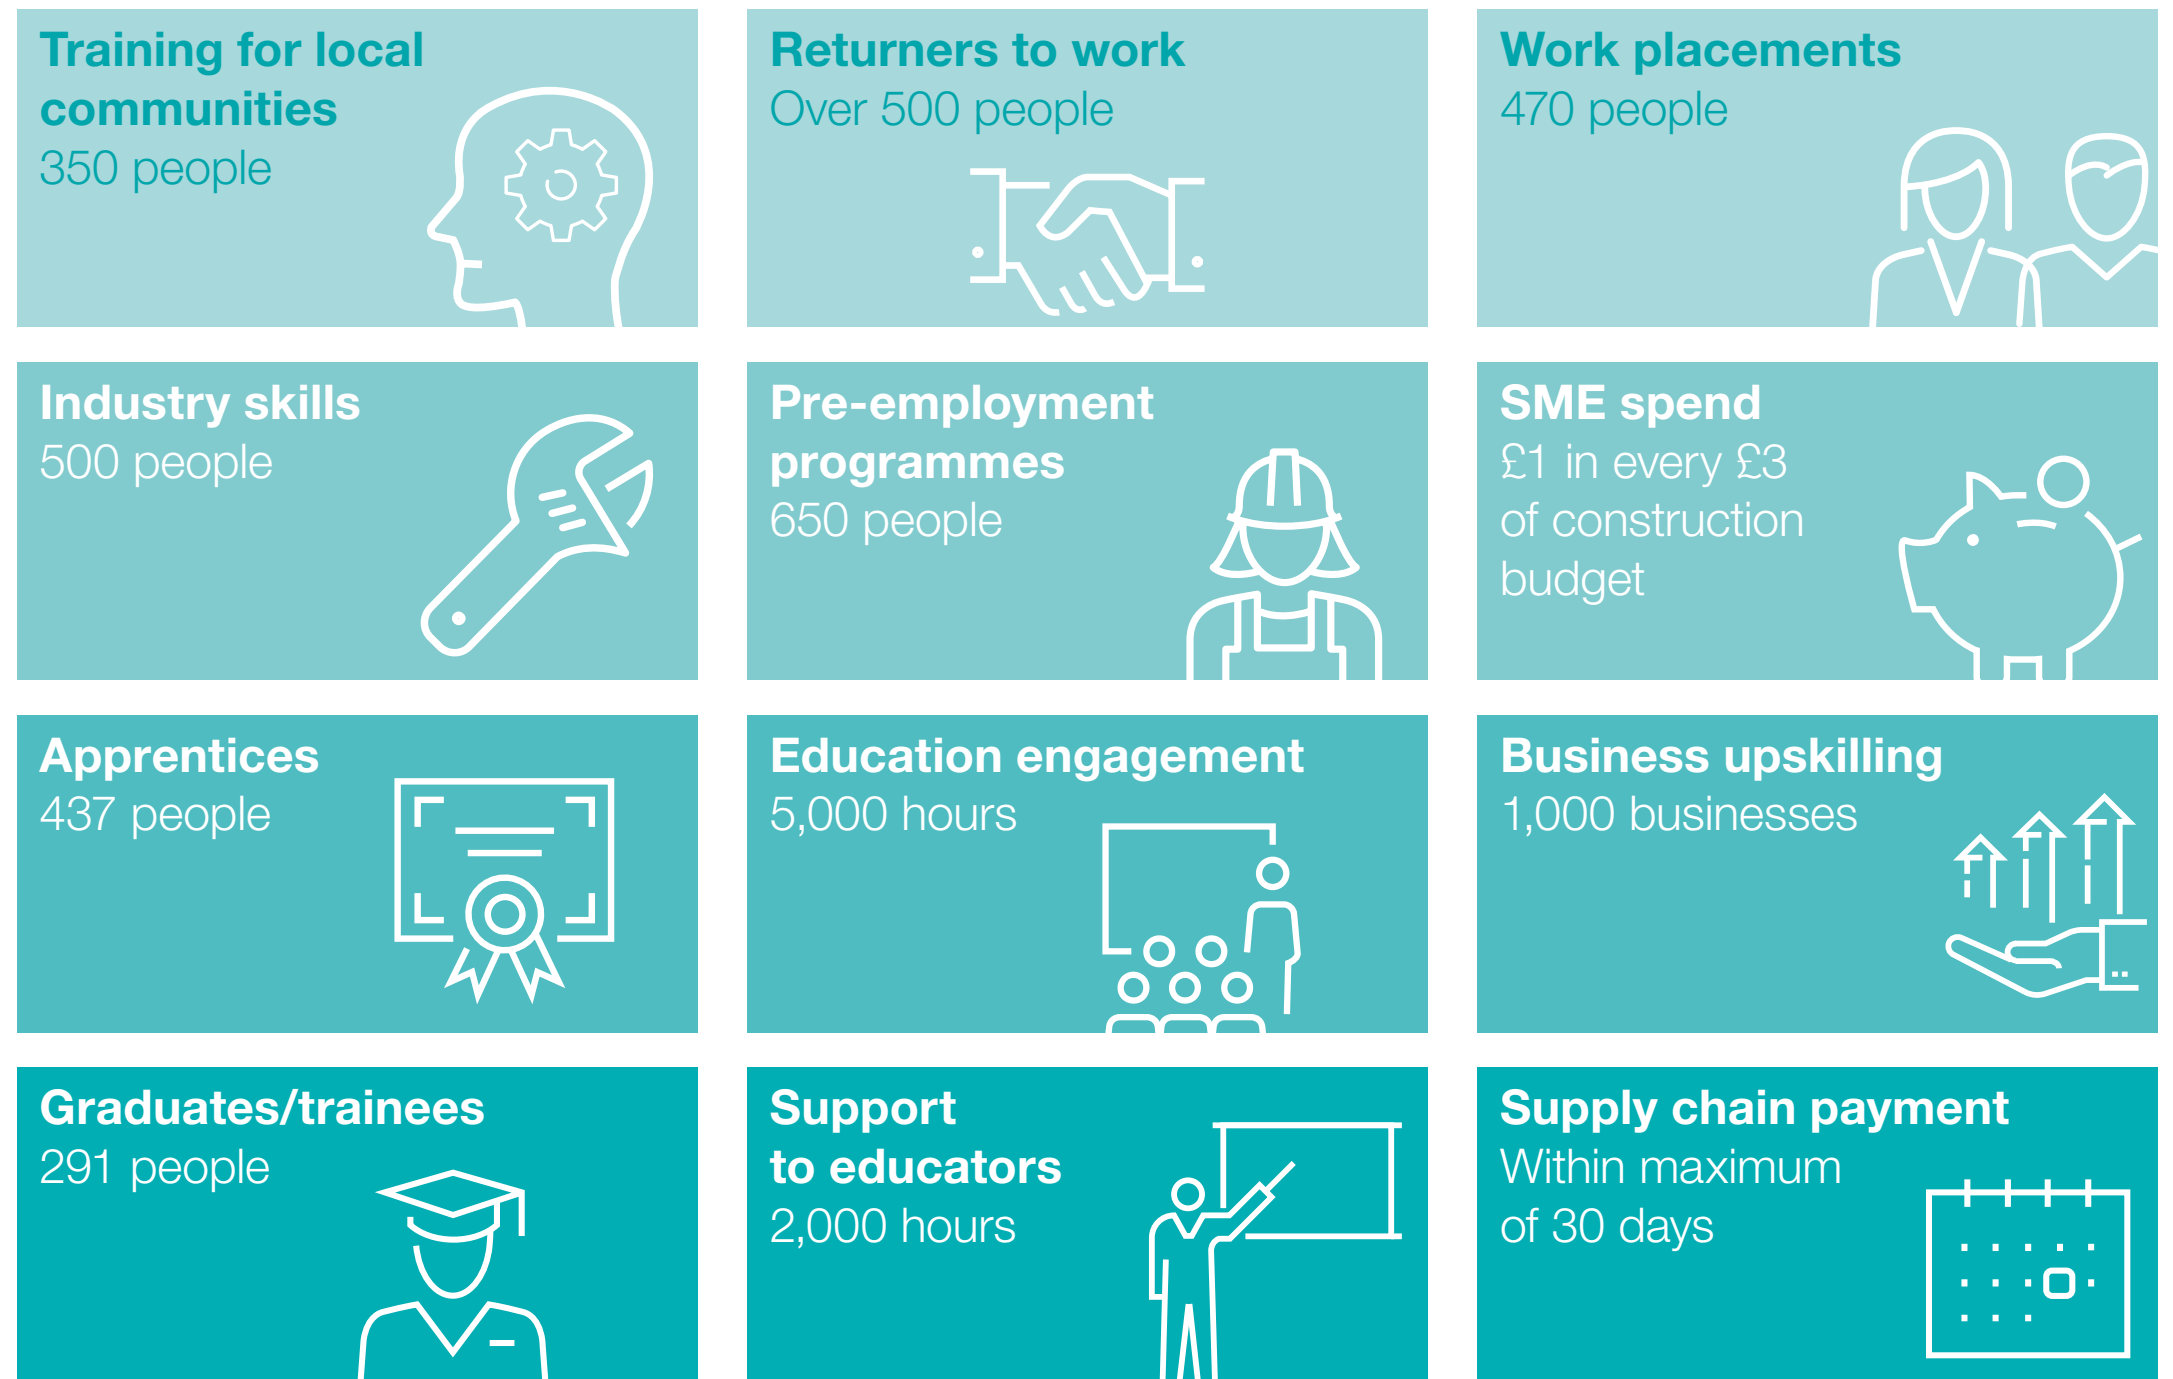 Training for local
communities
350 people
Returners to work
Over 500 people
Work placements
470 people
Industry skills
500 people
Pre-employment
programmes
650 people
SME spend
£1 in every £3
of construction
budget
Apprentices
437 people
Education engagement
5,000 hours
Business upskilling
1,000 businesses
Graduates/trainees
291 people
Support
to educators
2,000 hours
Supply chain payment
Within maximum
of 30 days